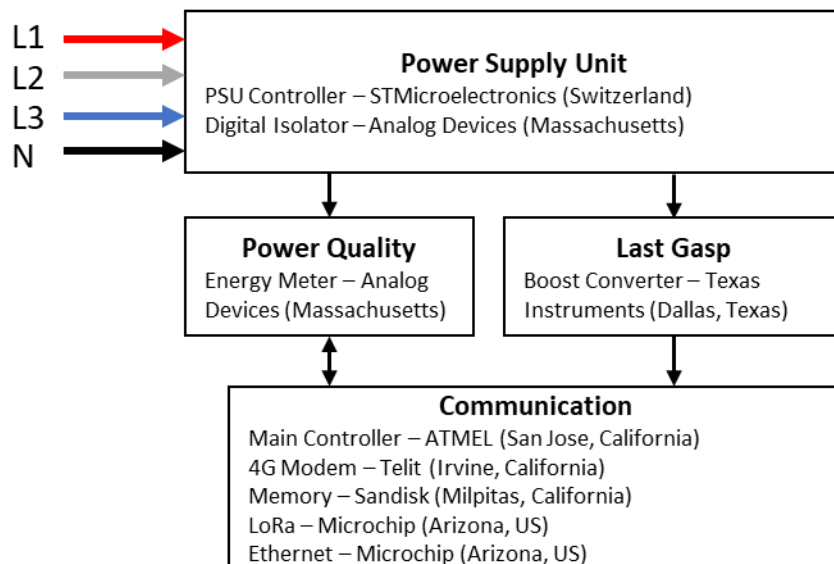 L1
L2
L3
N
Power Supply Unit
PSU Controller – STMicroelectronics (Switzerland)
Digital Isolator – Analog Devices (Massachusetts)
Power Quality
Energy Meter – Analog
Devices (Massachusetts)
Last Gasp
Boost Converter – Texas
Instruments (Dallas, Texas)
Communication
Main Controller – ATMEL (San Jose, California)
4G Modem – Telit (Irvine, California)
Memory – Sandisk (Milpitas, California)
LoRa – Microchip (Arizona, US)
Ethernet – Microchip (Arizona, US)